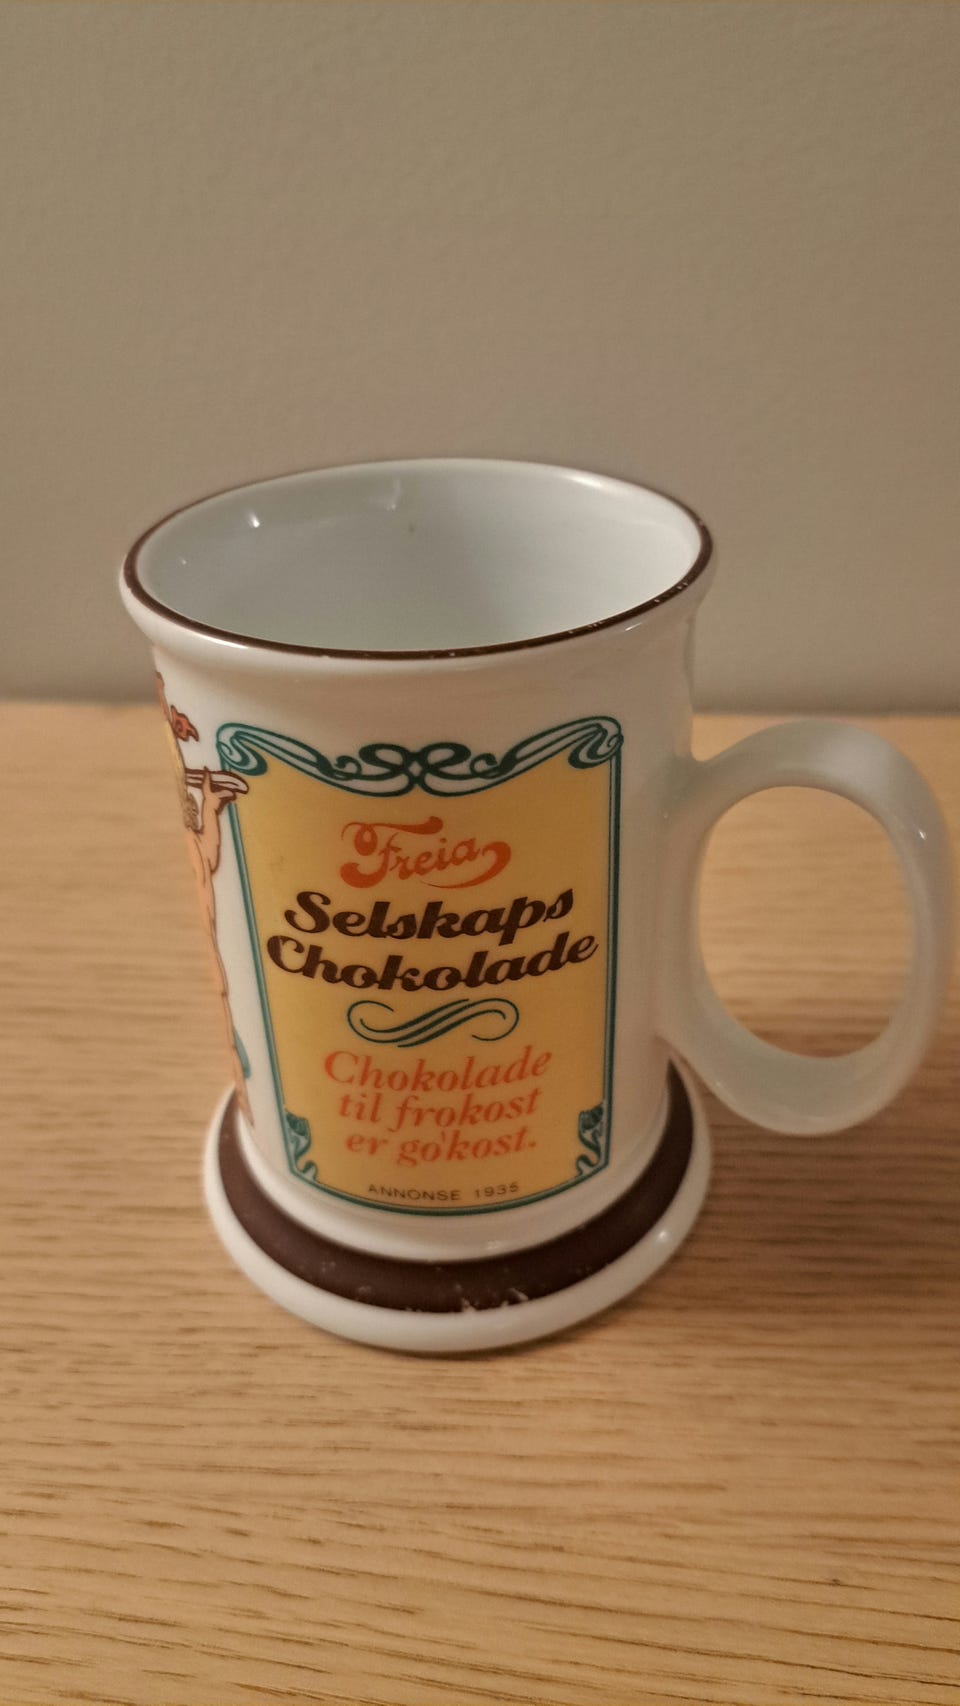 Freia
Selskaps
Chokolade
Chokolade
til frokost
er go'kost.
ANNONSE 1935